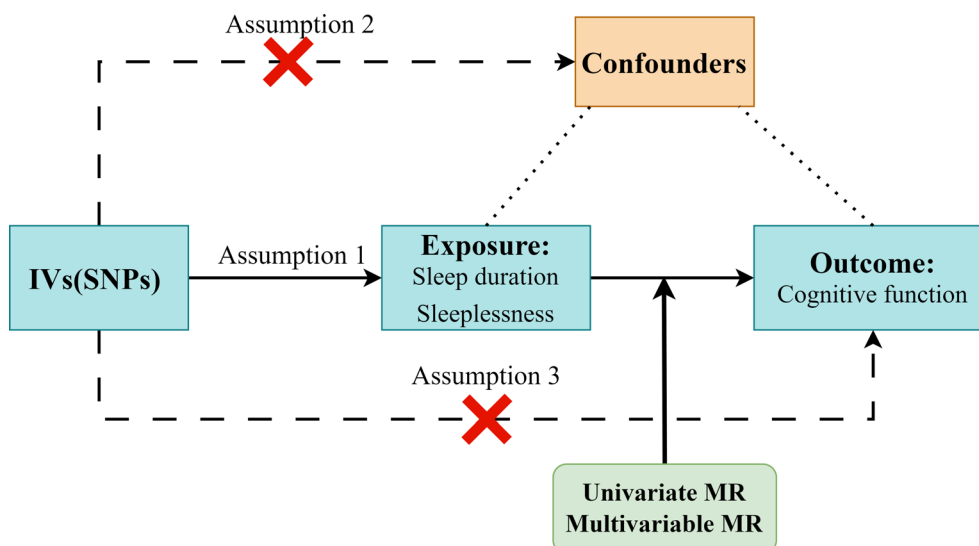 Assumption 2
Confounders
IVs(SNPs)
Assumption 1
Exposure:
Sleep duration
Sleeplessness
Outcome:
Cognitive function
Assumption 3
Univariate MR
Multivariable MR